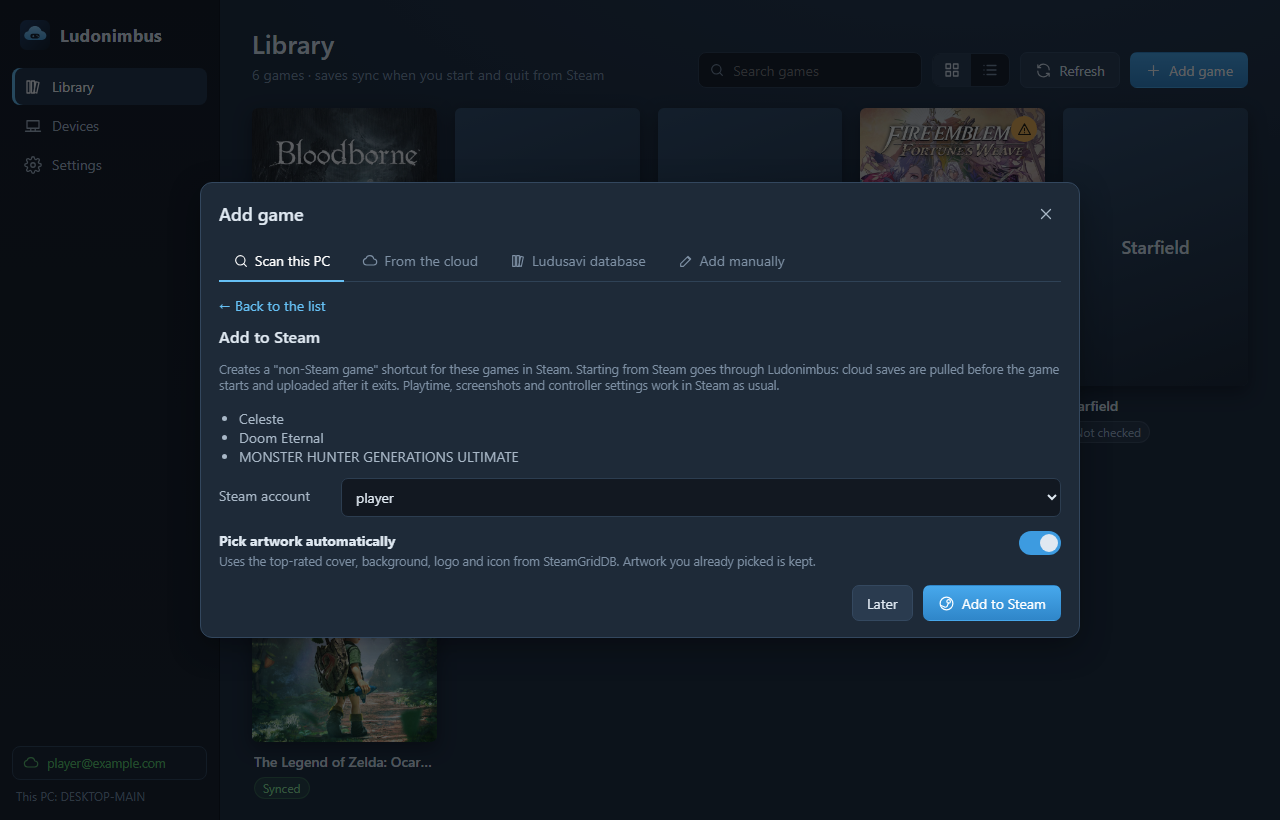 Ludonimbus
Library
Devices
Settings
player@example.com
This PC: DESKTOP-MAIN
Library
6 games · saves sync when you start and quit from Steam
Search games
Refresh
Add game
Bloodborne
FIRE EMBLEM
FORTUNE'S WEAVE
Starfield
arfield
Not checked
Add game
Scan this PC
From the cloud
Ludusavi database
Add manually
← Back to the list
Add to Steam
Creates a "non-Steam game" shortcut for these games in Steam. Starting from Steam goes through Ludonimbus: cloud saves are pulled before the game
starts and uploaded after it exits. Playtime, screenshots and controller settings work in Steam as usual.
• Celeste
• Doom Eternal
• MONSTER HUNTER GENERATIONS ULTIMATE
Steam account
player
Pick artwork automatically
Uses the top-rated cover, background, logo and icon from SteamGridDB. Artwork you already picked is kept.
Later
Add to Steam
The Legend of Zelda: Ocar...
Synced